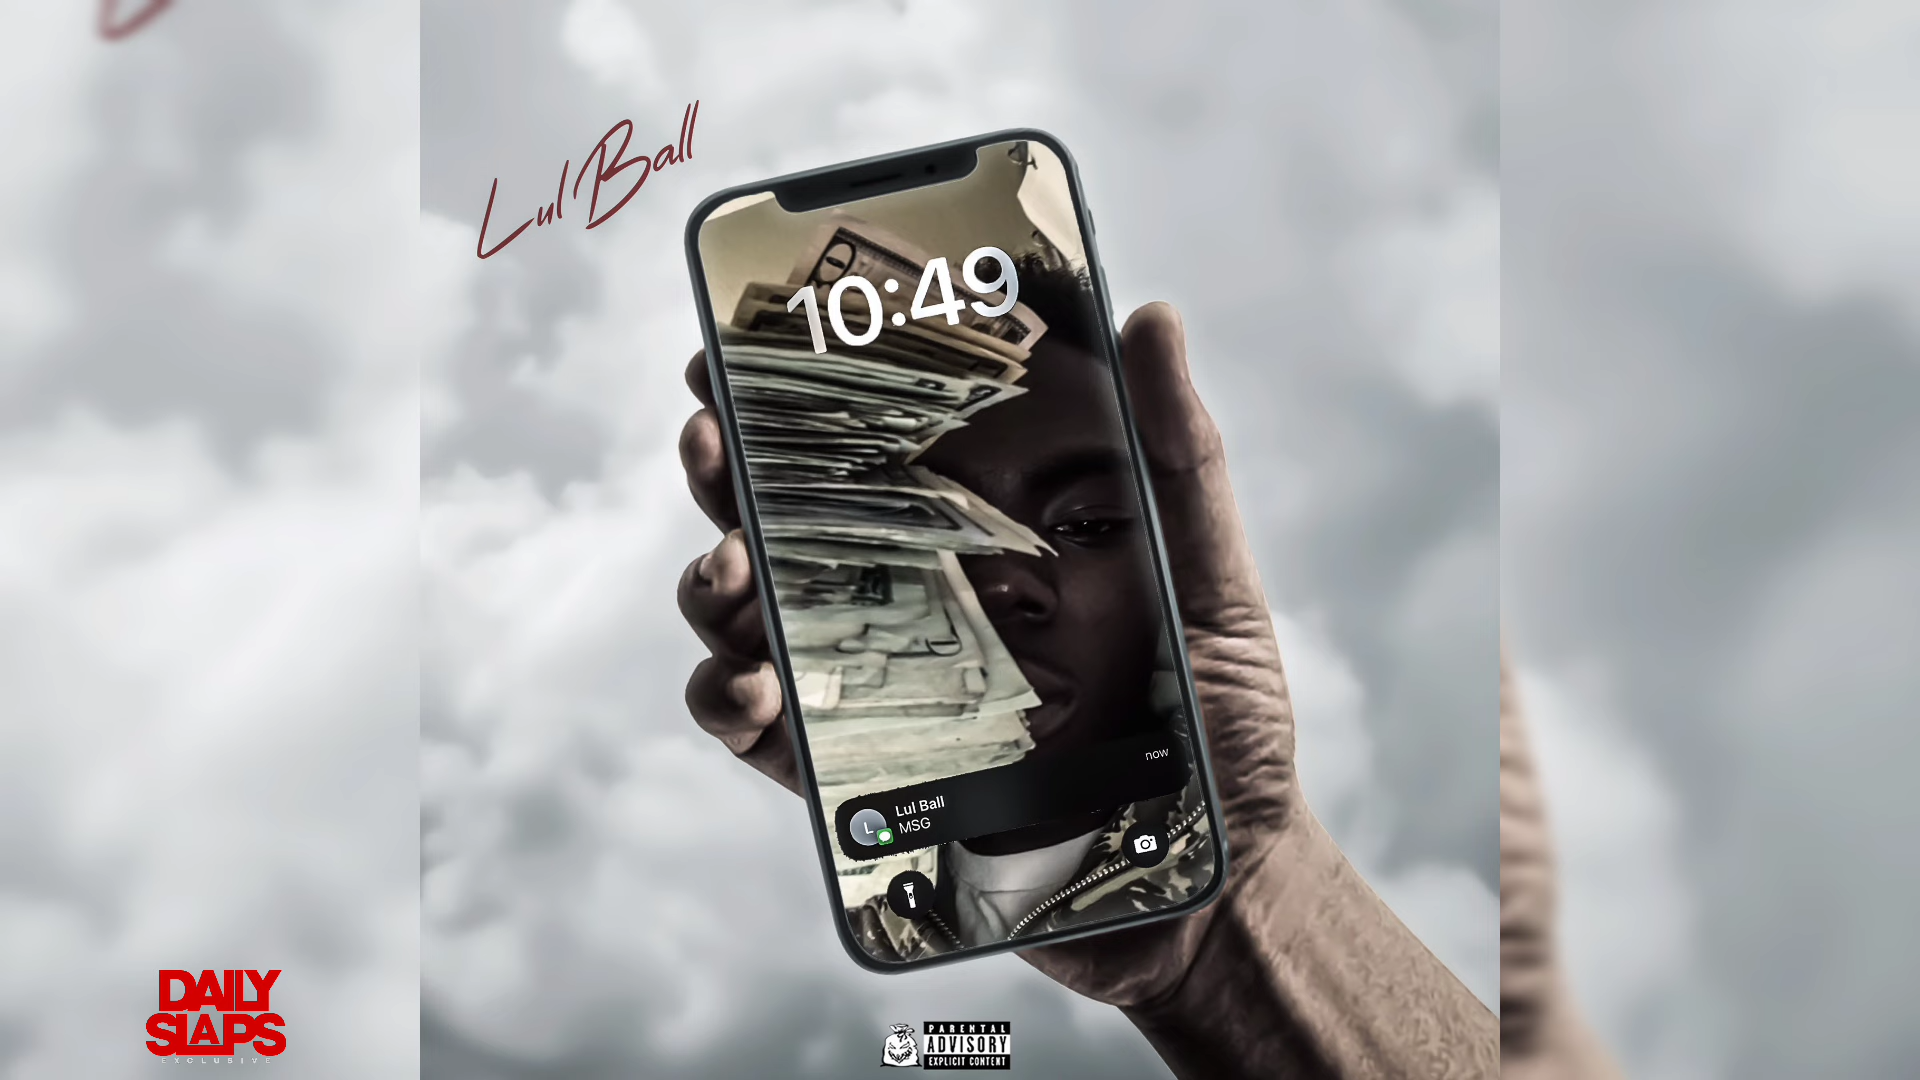 Lul Ball
10:49
now
Lul Ball
L
MSG
DAILY
SLAPS
EXCLUSIVE
PARENTAL
ADVISORY
EXPLICIT CONTENT